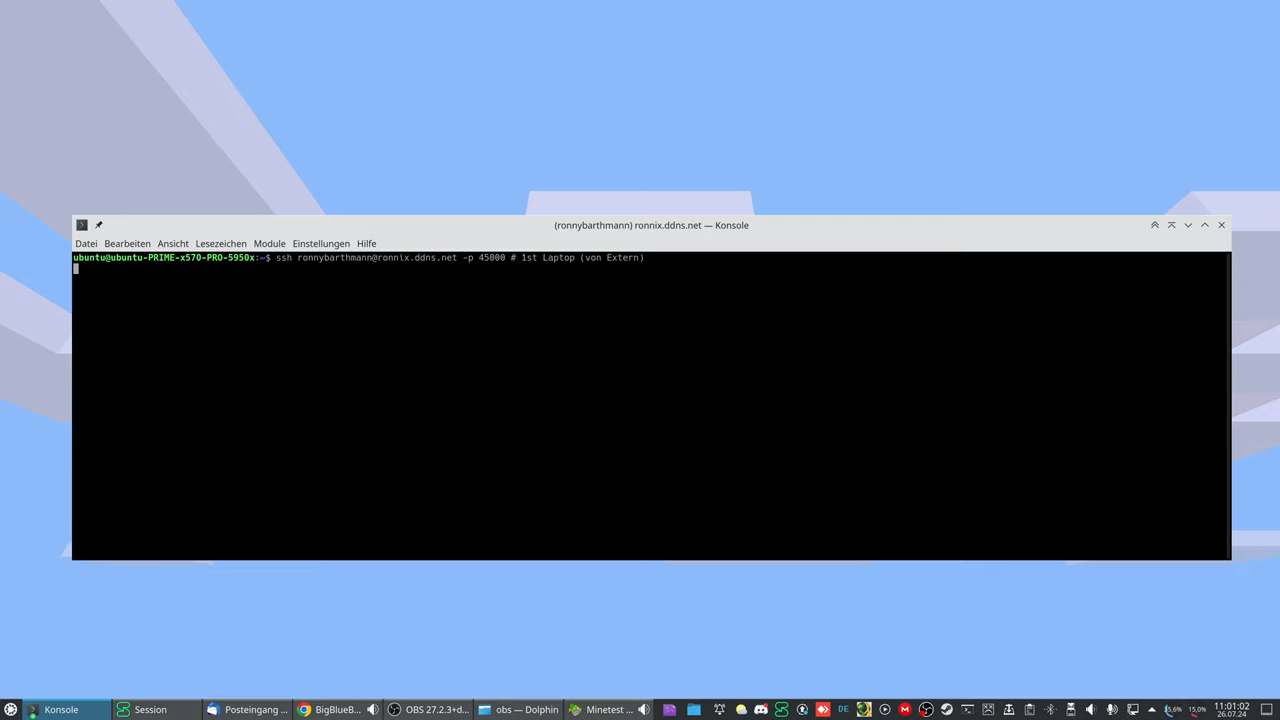 (ronnybarthmann) ronnix.ddns.net — Konsole
Datei Bearbeiten Ansicht Lesezeichen Module Einstellungen Hilfe
ubuntu@ubuntu-PRIME-x570-PRO-5950x:~$ ssh ronnybarthmann@ronnix.ddns.net -p 45000 # 1st Laptop (von Extern)
Konsole Session Posteingang ... BigBlueB... OBS 27.2.3+d... obs — Dolphin Minetest ... DE 15,0% 11:01:02
26.07.24